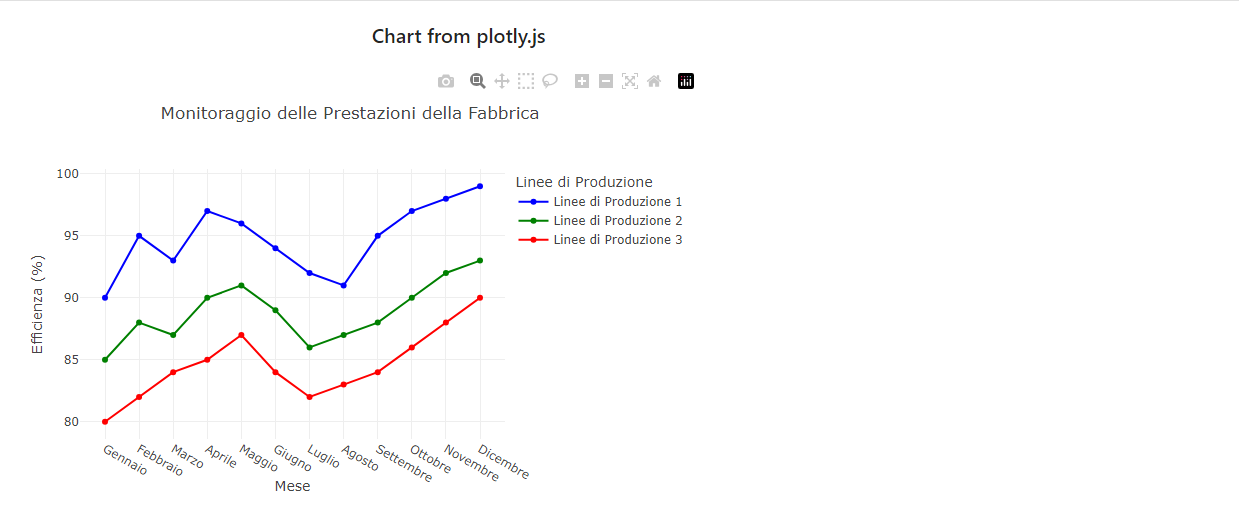 Chart from plotly.js
Monitoraggio delle Prestazioni della Fabbrica
Efficienza (%)
100
95
90
85
80
Gennaio
Febbraio
Marzo
Aprile
Maggio
Giugno
Luglio
Agosto
Settembre
Ottobre
Novembre
Dicembre
Mese
Linee di Produzione
Linee di Produzione 1
Linee di Produzione 2
Linee di Produzione 3